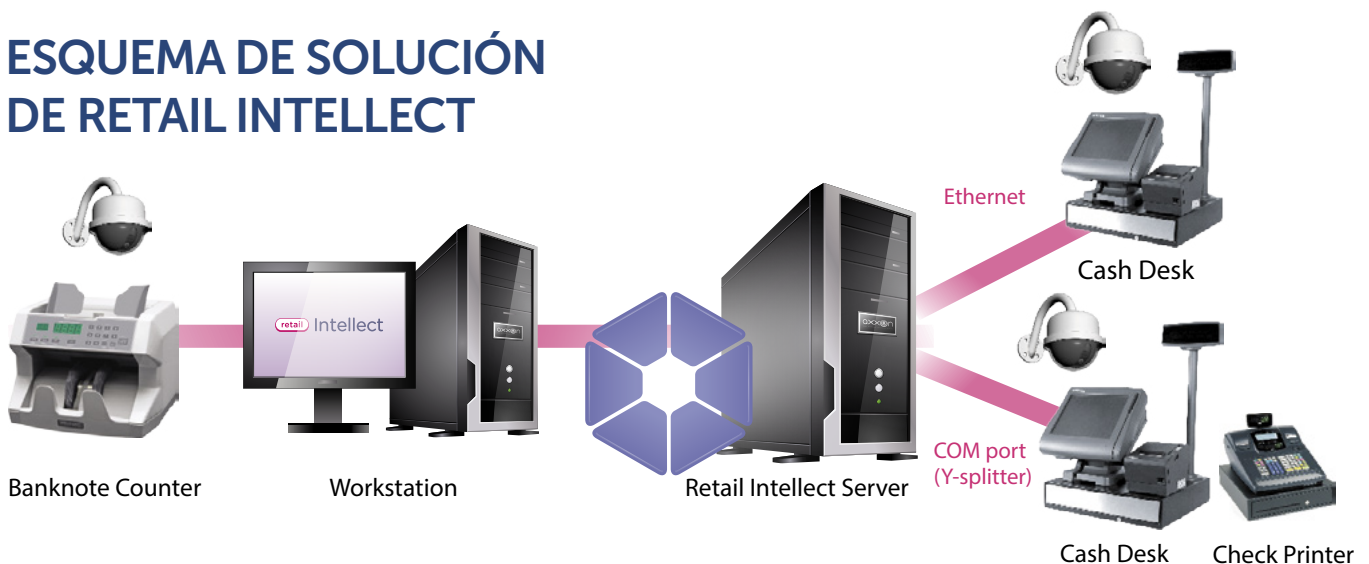 ESQUEMA DE SOLUCIÓN
DE RETAIL INTELLECT
Ethernet
Cash Desk
retail Intellect
axxon
COM port
(Y-splitter)
Banknote Counter
Workstation
Retail Intellect Server
Cash Desk
Check Printer